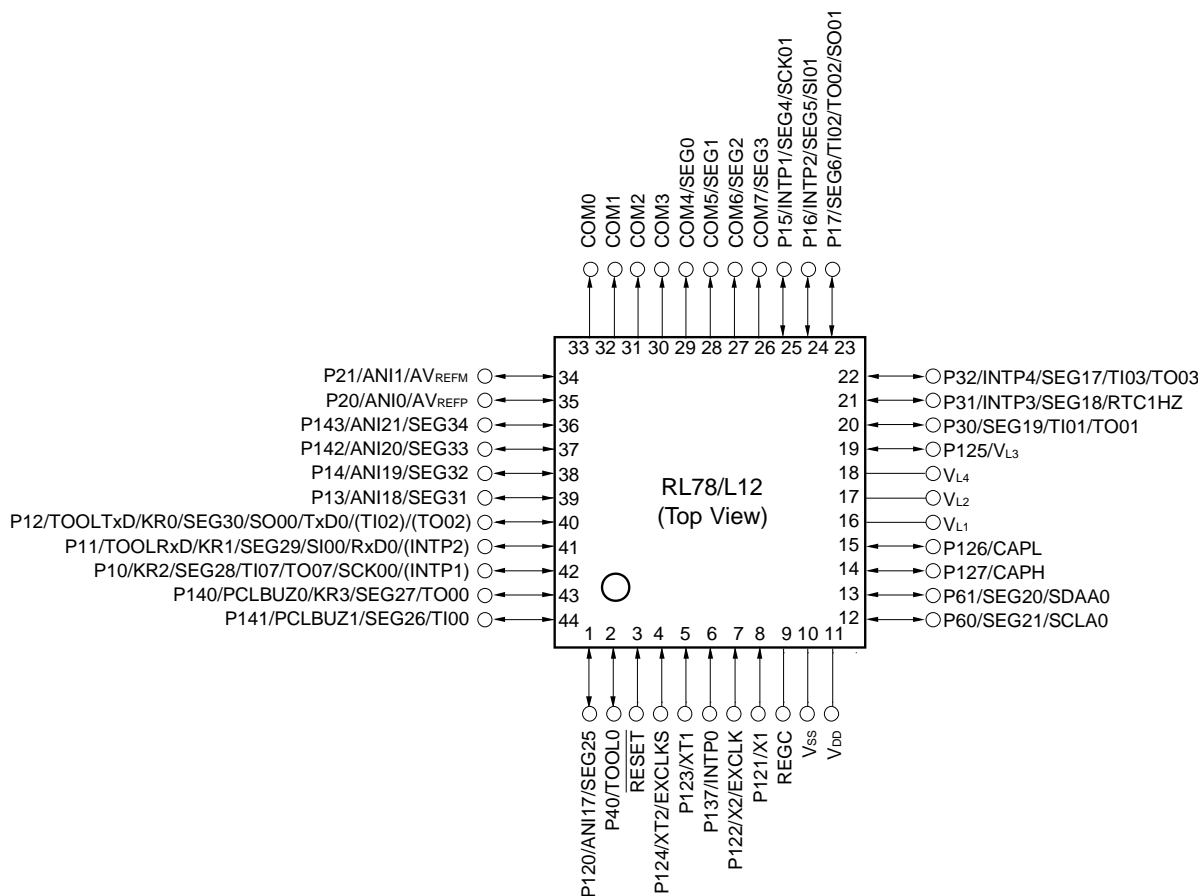 COM0
COM1
COM2
COM3
COM4/SEG0
COM5/SEG1
COM6/SEG2
COM7/SEG3
P15/INTP1/SEG4/SCK01
P16/INTP2/SEG5/SI01
P17/SEG6/TI02/TO02/SO01
33 32 31 30 29 28 27 26 25 24 23
P21/ANI1/AVREFM 34
P20/ANI0/AVREFP 35
P143/ANI21/SEG34 36
P142/ANI20/SEG33 37
P14/ANI19/SEG32 38
P13/ANI18/SEG31 39
P12/TOOLTxD/KR0/SEG30/SO00/TxD0/(TI02)/(TO02) 40
P11/TOOLRxD/KR1/SEG29/SI00/RxD0/(INTP2) 41
P10/KR2/SEG28/TI07/TO07/SCK00/(INTP1) 42
P140/PCLBUZ0/KR3/SEG27/TO00 43
P141/PCLBUZ1/SEG26/TI00 44
RL78/L12
(Top View)
22 P32/INTP4/SEG17/TI03/TO03
21 P31/INTP3/SEG18/RTC1HZ
20 P30/SEG19/TI01/TO01
19 P125/VL3
18 VL4
17 VL2
16 VL1
15 P126/CAPL
14 P127/CAPH
13 P61/SEG20/SDAA0
12 P60/SEG21/SCLA0
1 2 3 4 5 6 7 8 9 10 11
P120/ANI17/SEG25
P40/TOOL0
RESET
P124/XT2/EXCLKS
P123/XT1
P137/INTP0
P122/X2/EXCLK
P121/X1
REGC
VSS
VDD